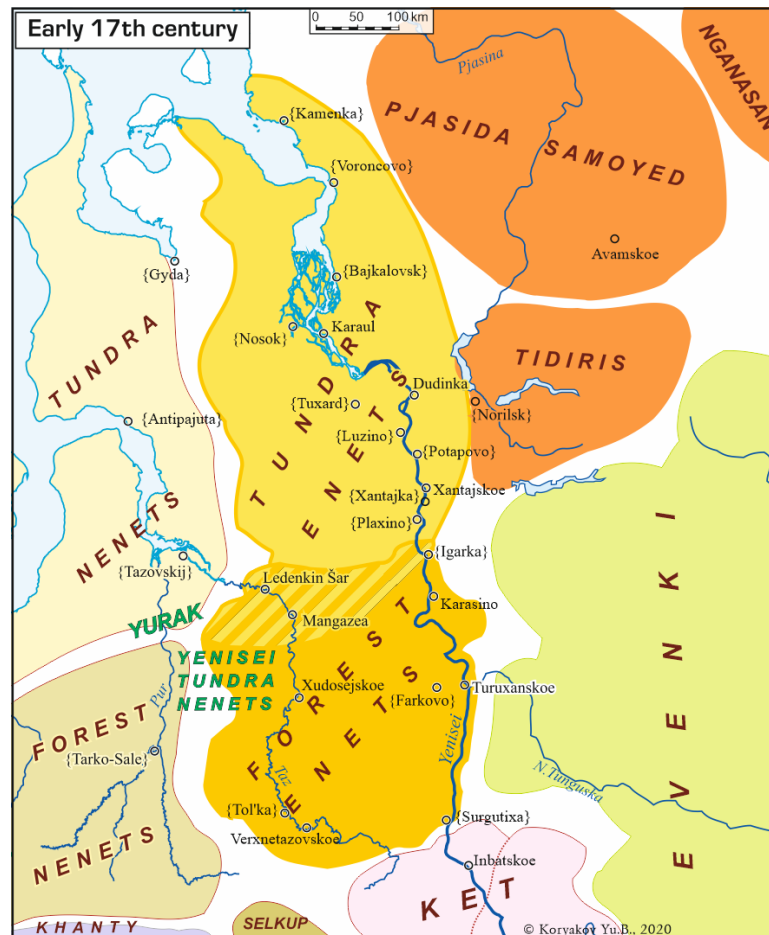 Early 17th century
0 50 100 km
Pjasina
NGANASAN
{Kamenka}
PJASIDA SAMOYED
{Voroncovo}
Avamskoe
{Gyda}
{Bajkalovsk}
{Nosok}
Karaul
TUNDRA
TIDIRIS
Dudinka
{Tuxard}
{Norilsk}
{Antipajuta}
{Luzino}
TUNDRA
ENETS
{Potapovo}
Xantajskoe
{Xantajka}
{Plaxino}
NENETS
{Igarka}
{Tazovskij}
Ledenkin Šar
Karasino
YURAK
Mangazea
YENISEI
TUNDRA
NENETS
EVENKI
FOREST
ENETS
Xudosejskoe
{Farkovo}
Turuxanskoe
FOREST
Pur
Yenisei
{Tarko-Sale}
Taz
N.Tunguska
{Tol'ka}
Verxnetazovskoe
{Surgutixa}
NENETS
Inbatskoe
KET
KHANTY
SELKUP
© Koryakov Yu.B., 2020